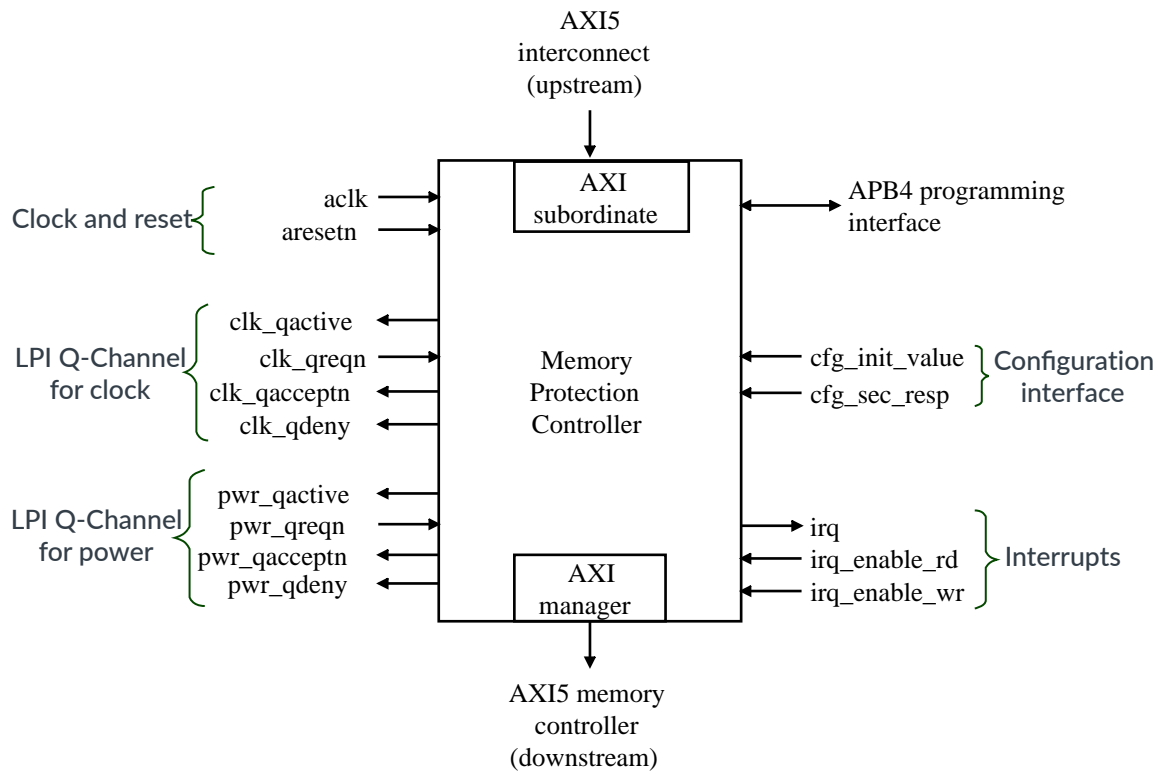 AXI5
interconnect
(upstream)
AXI
subordinate
Clock and reset
aclk
aresetn
APB4 programming
interface
LPI Q-Channel
for clock
clk_qactive
clk_qreqn
clk_qacceptn
clk_qdeny
Memory
Protection
Controller
cfg_init_value
cfg_sec_resp
Configuration
interface
LPI Q-Channel
for power
pwr_qactive
pwr_qreqn
pwr_qacceptn
pwr_qdeny
irq
irq_enable_rd
irq_enable_wr
Interrupts
AXI
manager
AXI5 memory
controller
(downstream)